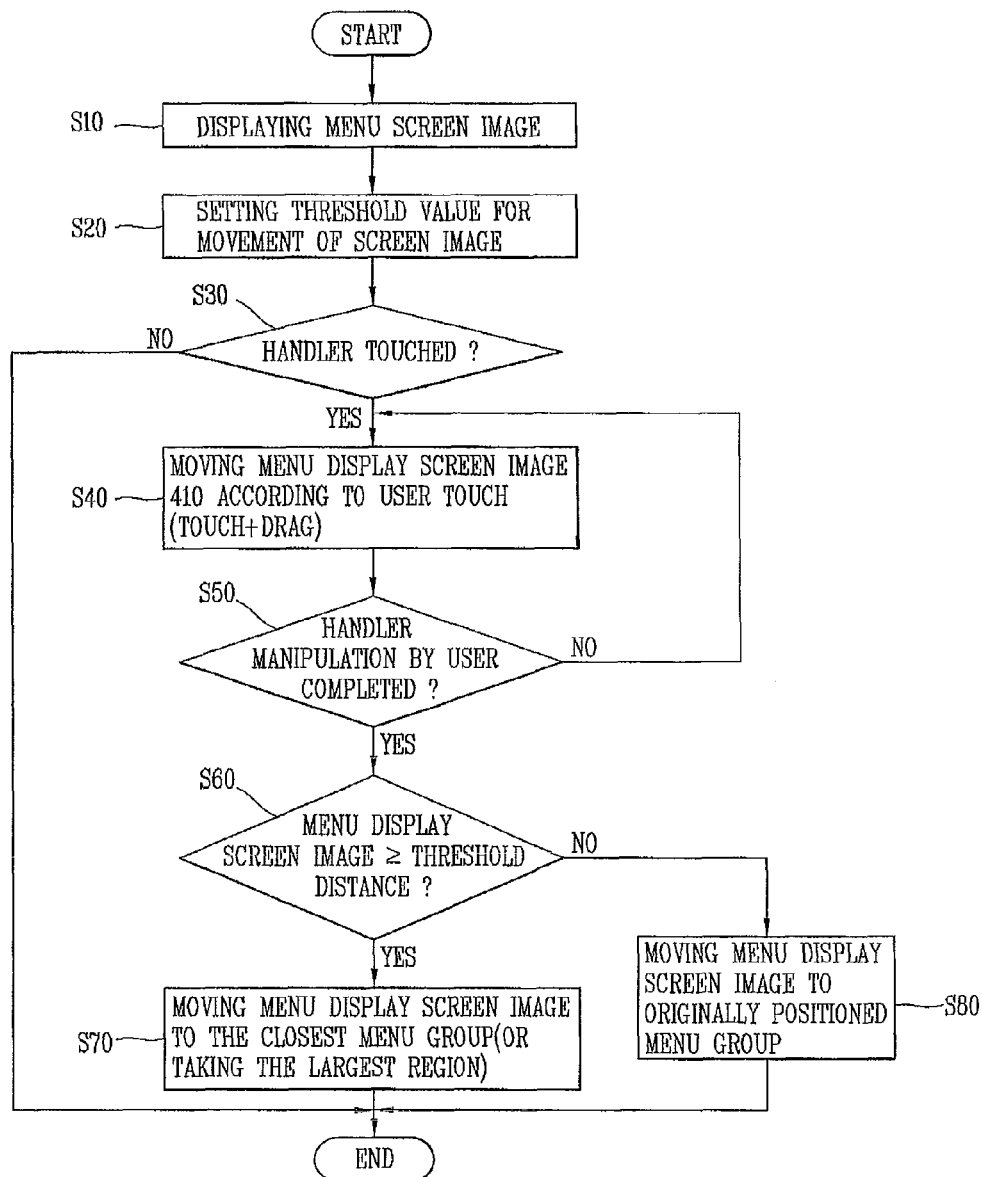 START
S10
DISPLAYING MENU SCREEN IMAGE
S20
SETTING THRESHOLD VALUE FOR
MOVEMENT OF SCREEN IMAGE
S30
NO
HANDLER TOUCHED ?
YES
S40
MOVING MENU DISPLAY SCREEN IMAGE
410 ACCORDING TO USER TOUCH
(TOUCH+DRAG)
S50
HANDLER
MANIPULATION BY USER
COMPLETED ?
NO
YES
S60
MENU DISPLAY
SCREEN IMAGE ≥ THRESHOLD
DISTANCE ?
NO
YES
S70
MOVING MENU DISPLAY SCREEN IMAGE
TO THE CLOSEST MENU GROUP(OR
TAKING THE LARGEST REGION)
MOVING MENU DISPLAY
SCREEN IMAGE TO
ORIGINALLY POSITIONED
MENU GROUP
S80
END